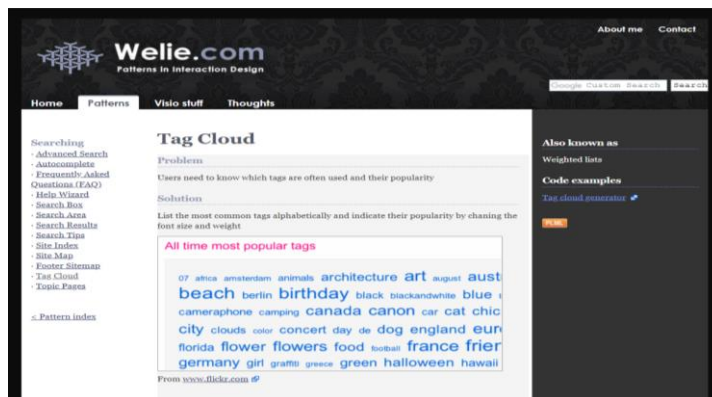 About me Contact
Welie.com
Patterns in Interaction Design
Google Custom Search Search
Home Patterns Visio stuff Thoughts
Searching
· Advanced Search
· Autocomplete
· Frequently Asked
Questions (FAQ)
· Help Wizard
· Search Box
· Search Area
· Search Results
· Search Tips
· Site Index
· Site Map
· Footer Sitemap
· Tag Cloud
· Topic Pages
< Pattern index
Tag Cloud
Problem
Users need to know which tags are often used and their popularity
Solution
List the most common tags alphabetically and indicate their popularity by chaning the
font size and weight
All time most popular tags
07 africa amsterdam animals architecture art august aust
beach berlin birthday black blackandwhite blue
cameraphone camping canada canon car cat chic
city clouds color concert day de dog england eur
florida flower flowers food football france frier
germany girl graffiti greece green halloween hawaii
From www.flickr.com
Also known as
Weighted lists
Code examples
Tag cloud generator
PLML